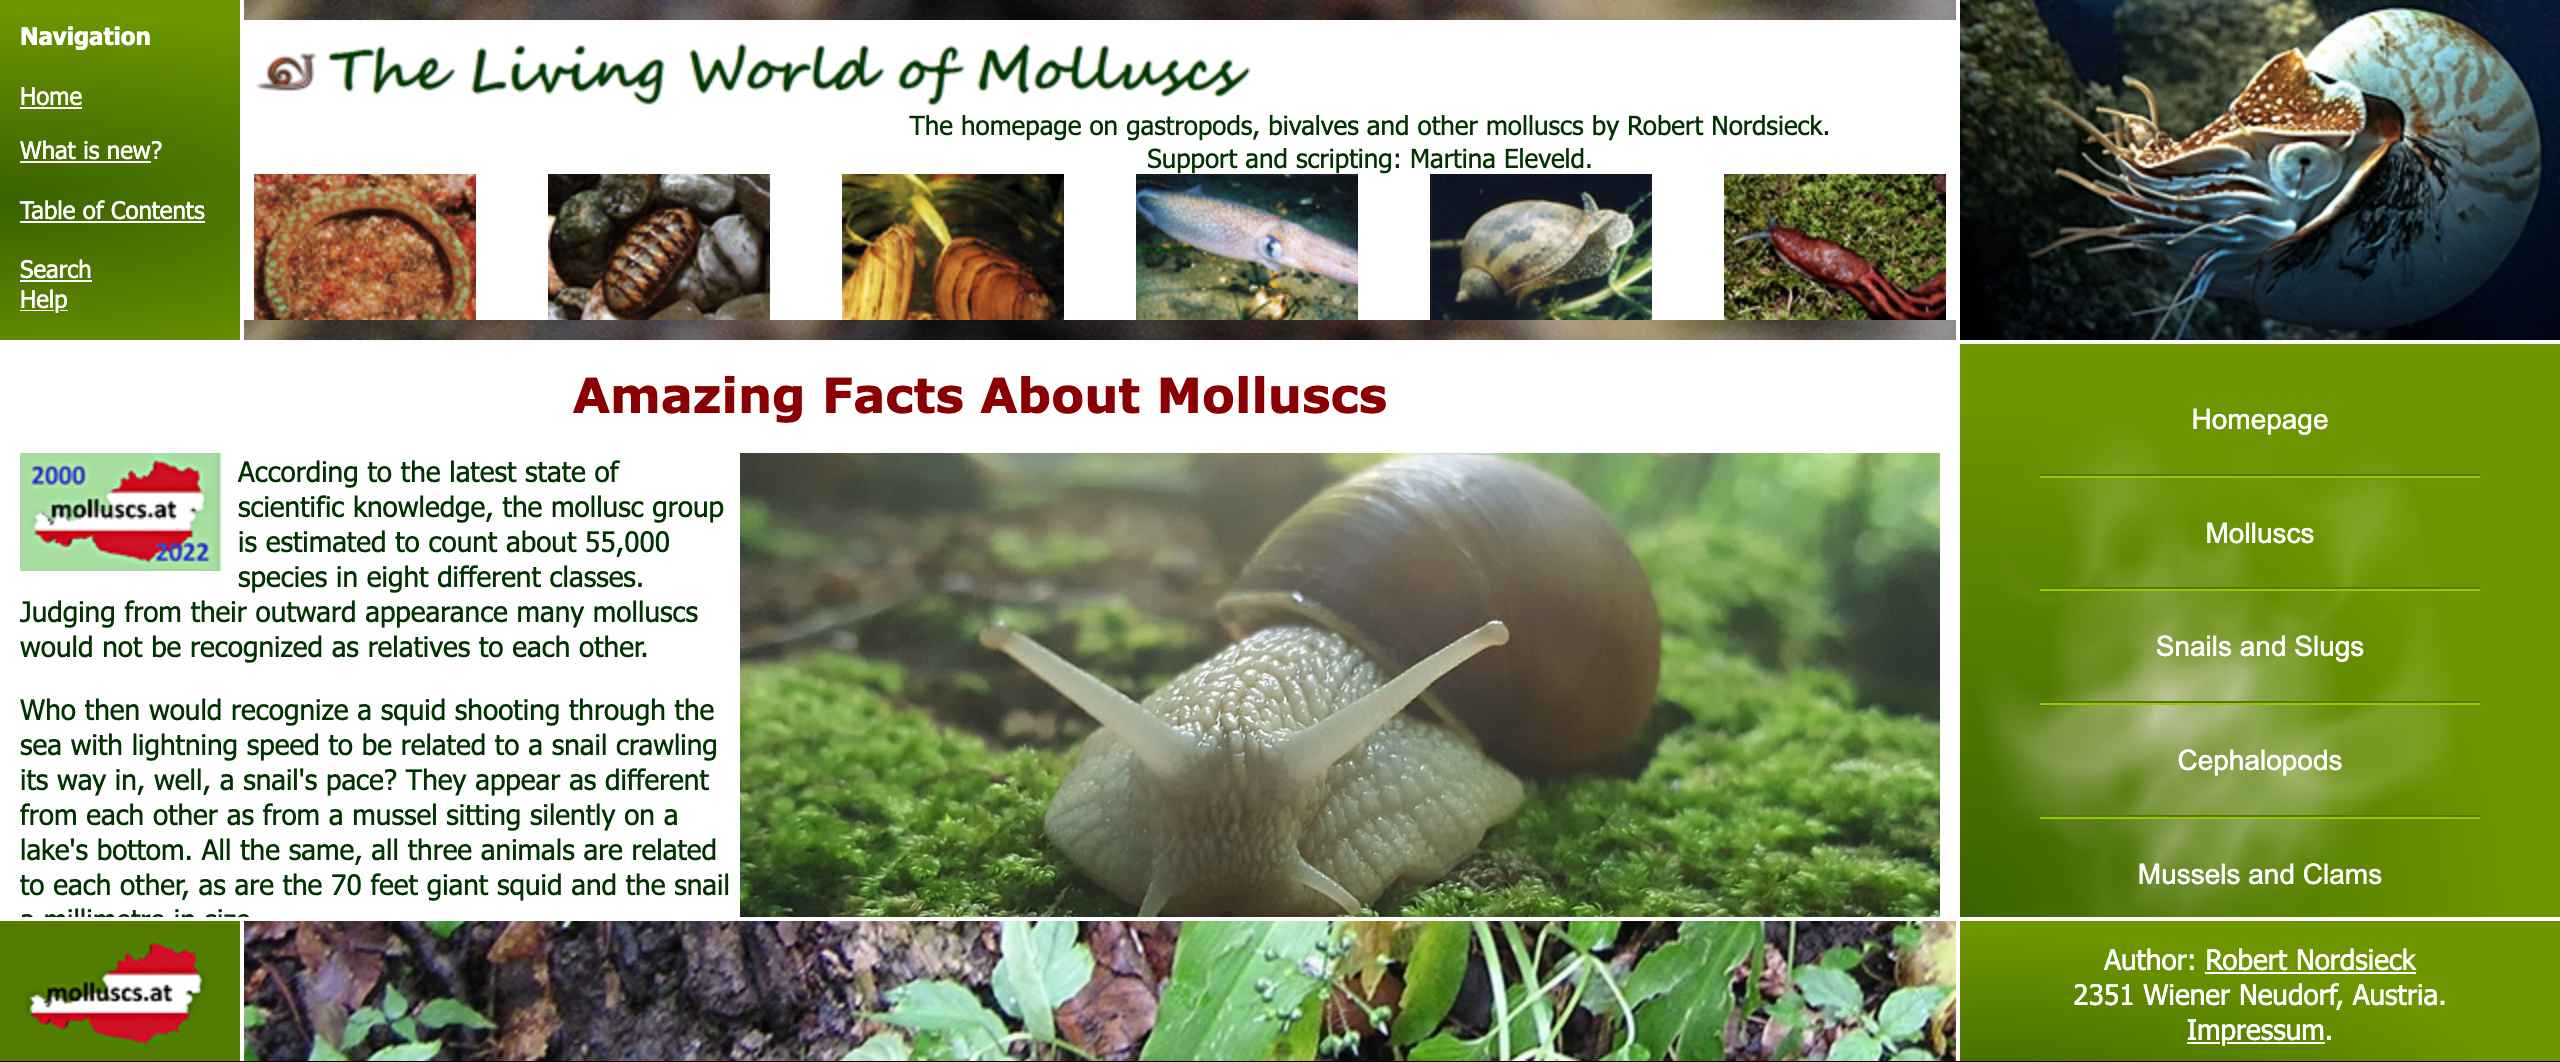 Navigation
Home
What is new?
Table of Contents
Search
Help
The Living World of Molluscs
The homepage on gastropods, bivalves and other molluscs by Robert Nordsieck.
Support and scripting: Martina Eleveld.
Amazing Facts About Molluscs
2000
molluscs.at
2022
According to the latest state of
scientific knowledge, the mollusc group
is estimated to count about 55,000
species in eight different classes.
Judging from their outward appearance many molluscs
would not be recognized as relatives to each other.
Who then would recognize a squid shooting through the
sea with lightning speed to be related to a snail crawling
its way in, well, a snail's pace? They appear as different
from each other as from a mussel sitting silently on a
lake's bottom. All the same, all three animals are related
to each other, as are the 70 feet giant squid and the snail
Homepage
Molluscs
Snails and Slugs
Cephalopods
Mussels and Clams
molluscs.at
Author: Robert Nordsieck
2351 Wiener Neudorf, Austria.
Impressum.